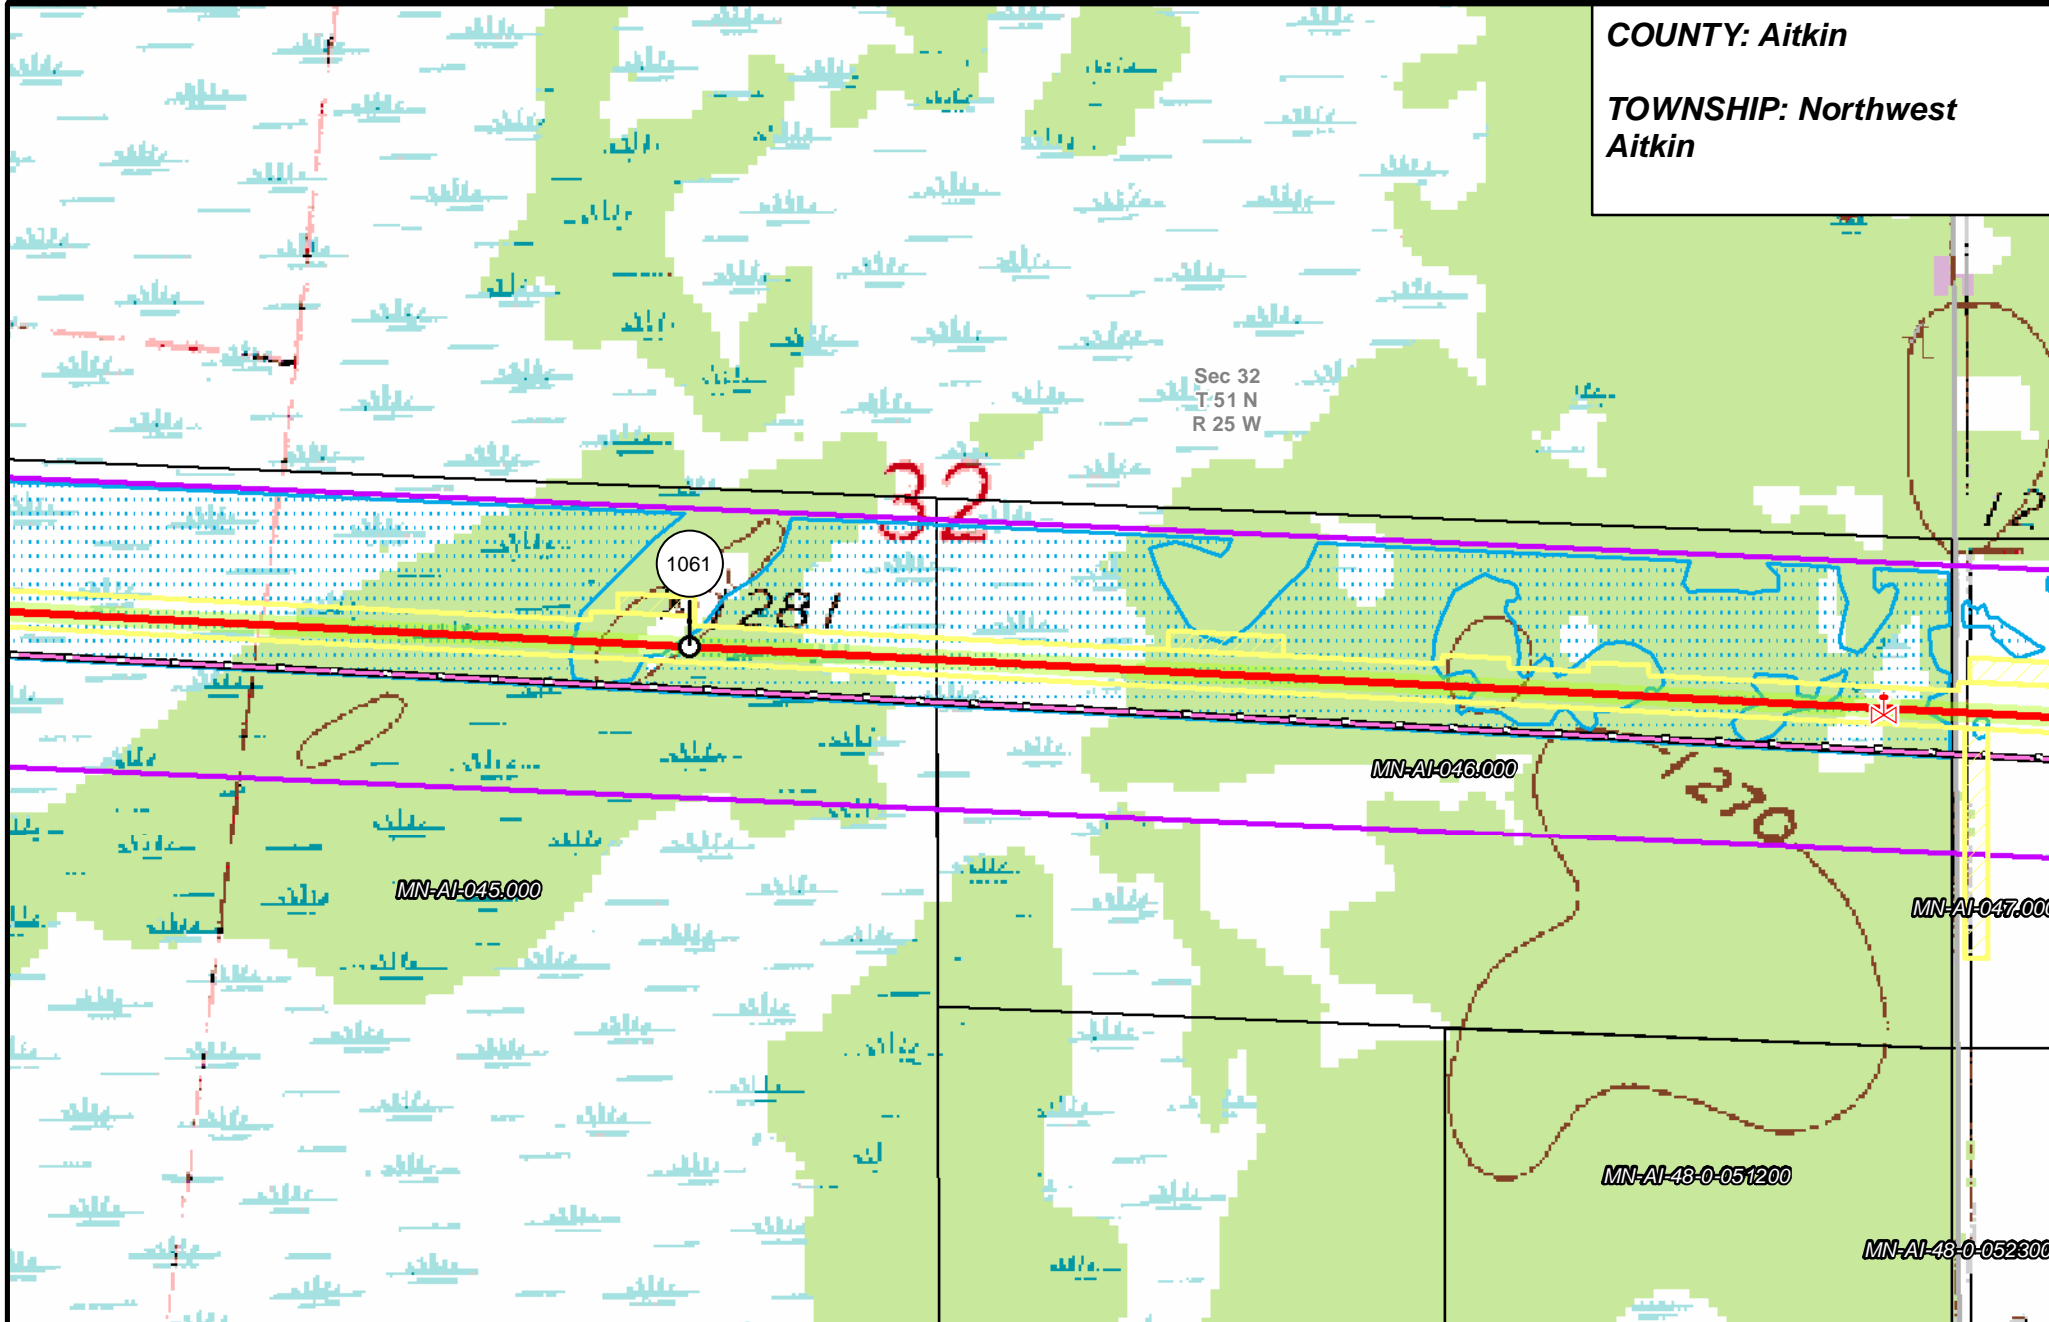 COUNTY: Aitkin
TOWNSHIP: Northwest
Aitkin
Sec 32
T 51 N
R 25 W
32
12
1061
1281
MN-AI-046.000
1270
MN-AI-045.000
MN-AI-047.000
MN-AI-48-0-051200
MN-AI-48-0-052300